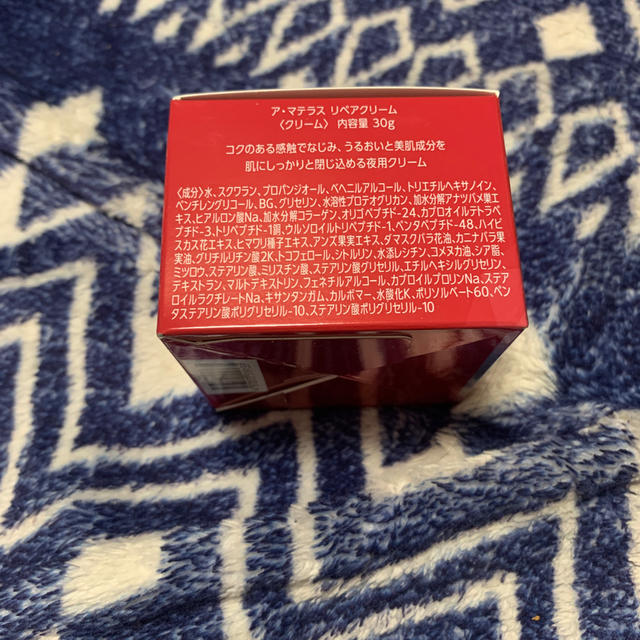 ア・マテラス リペアクリーム
〈クリーム〉 内容量 30g
コクのある感触でなじみ、うるおいと美肌成分を
肌にしっかりと閉じ込める夜用クリーム
〈成分〉水、スクワラン、プロパンジオール、ベヘニルアルコール、トリエチルヘキサノイン、
ペンチレングリコール、BG、グリセリン、水溶性プロテオグリカン、加水分解アナツバメ巣エ
キス、ヒアルロン酸Na、加水分解コラーゲン、オリゴペプチド-24、カプロオイルテトラペ
プチド-3、トリペプチド-1銅、ウルソロイルトリペプチド-1、ペンタペプチド-48、ハイビ
スカス花エキス、ヒマワリ種子エキス、アンズ果実エキス、ダマスクバラ花油、カニナバラ果
実油、グリチルリチン酸2K、トコフェロール、シトルリン、水添レシチン、コメヌカ油、シア脂、
ミツロウ、ステアリン酸、ミリスチン酸、ステアリン酸グリセリル、エチルヘキシルグリセリン、
デキストラン、マルトデキストリン、フェネチルアルコール、カプロイルプロリンNa、ステア
ロイルラクチレートNa、キサンタンガム、カルボマー、水酸化K、ポリソルベート60、ペン
タステアリン酸ポリグリセリル-10、ステアリン酸ポリグリセリル-10